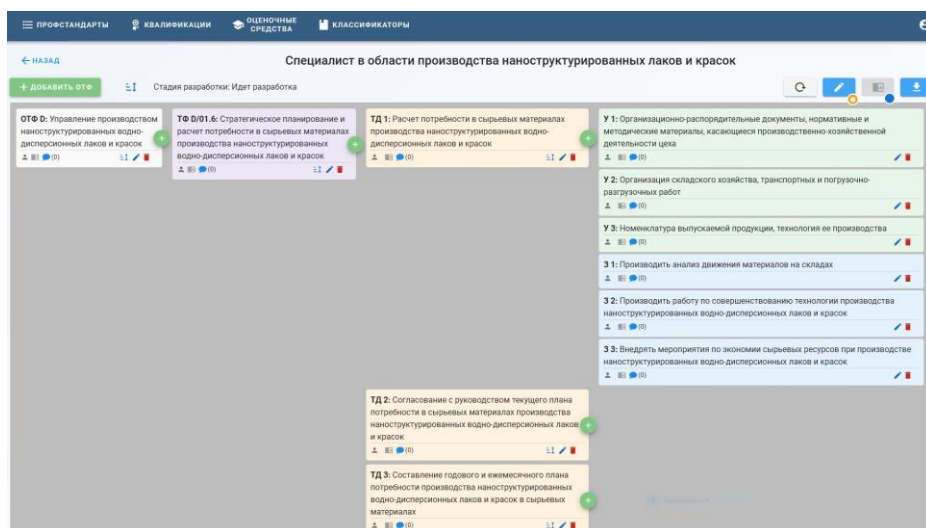 ПРОФСТАНДАРТЫ
КВАЛИФИКАЦИИ
ОЦЕНОЧНЫЕ
СРЕДСТВА
КЛАССИФИКАТОРЫ
НАЗАД
Специалист в области производства наноструктурированных лаков и красок
+ ДОБАВИТЬ ОТФ
Стадия разработки: Идет разработка
ОТФ D: Управление производством
наноструктурированных водно-
дисперсионных лаков и красок
(0)
ТФ D/01.6: Стратегическое планирование и
расчет потребности в сырьевых материалах
производства наноструктурированных
водно-дисперсионных лаков и красок
(0)
ТД 1: Расчет потребности в сырьевых материалах
производства наноструктурированных водно-
дисперсионных лаков и красок
(0)
У 1: Организационно-распорядительные документы, нормативные и
методические материалы, касающиеся производственно-хозяйственной
деятельности цеха
(0)
У 2: Организация складского хозяйства, транспортных и погрузочно-
разгрузочных работ
(0)
У 3: Номенклатура выпускаемой продукции, технология ее производства
(0)
З 1: Производить анализ движения материалов на складах
(0)
З 2: Производить работу по совершенствованию технологии производства
наноструктурированных водно-дисперсионных лаков и красок
(0)
З 3: Внедрять мероприятия по экономии сырьевых ресурсов при производстве
наноструктурированных водно-дисперсионных лаков и красок
(0)
ТД 2: Согласование с руководством текущего плана
потребности в сырьевых материалах производства
наноструктурированных водно-дисперсионных лаков
и красок
(0)
ТД 3: Составление годового и ежемесячного плана
потребности производства наноструктурированных
водно-дисперсионных лаков и красок в сырьевых
материалах
(0)